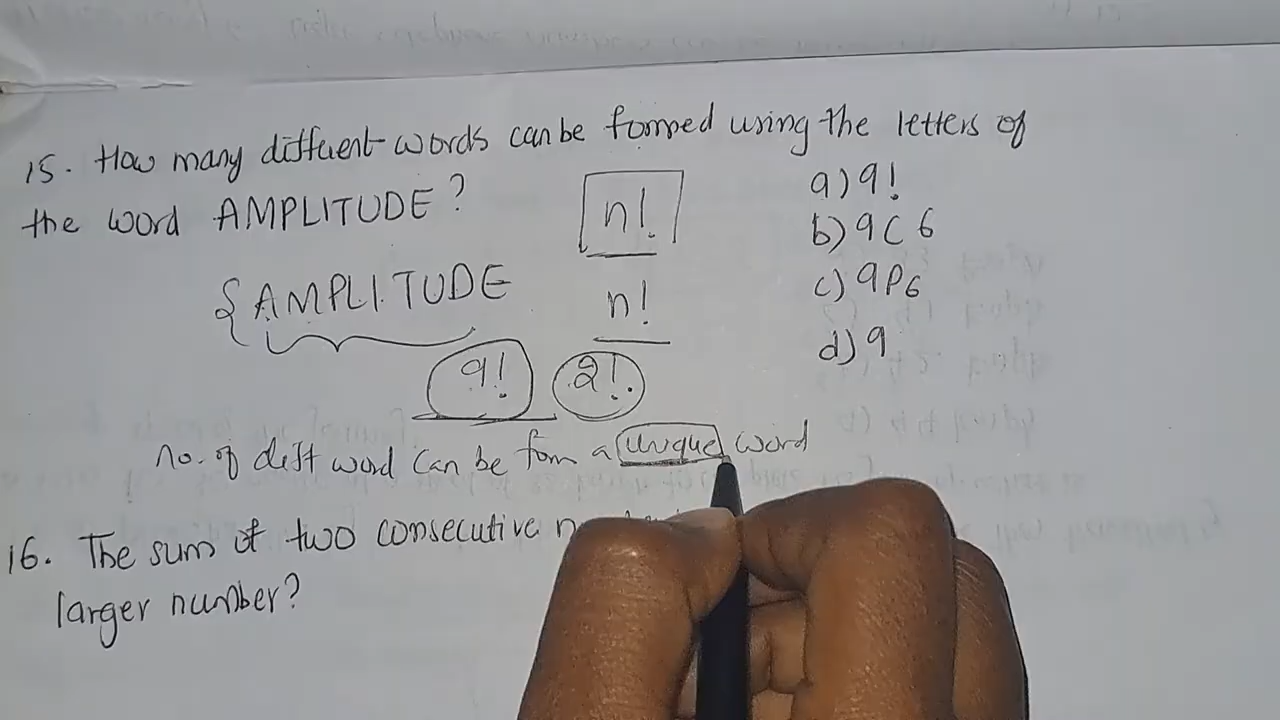 15. How many different words can be formed using the letters of
the word AMPLITUDE?
n!
a) 9!
b) 9C6
c) 9P6
d) 9
{AMPLITUDE
n!
9! 2!.
no. of diff word can be form a unique word
16. The sum of two consecutive
larger number?